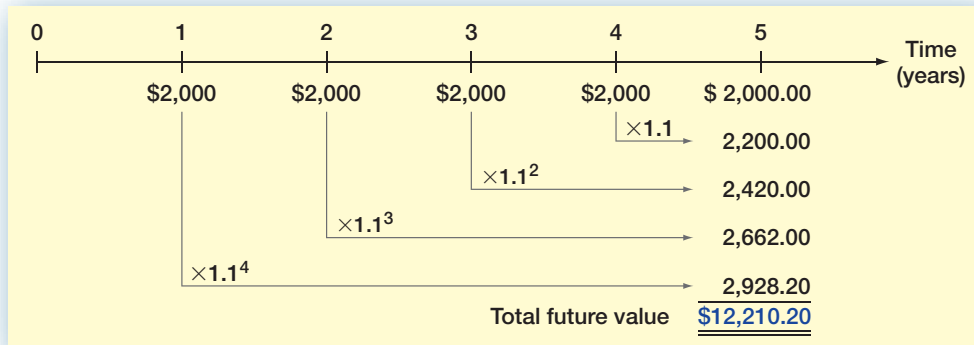 0 1 2 3 4 5
Time
(years)
$2,000 $2,000 $2,000 $2,000 $ 2,000.00
×1.1 2,200.00
×1.1² 2,420.00
×1.1³ 2,662.00
×1.1⁴ 2,928.20
Total future value $12,210.20